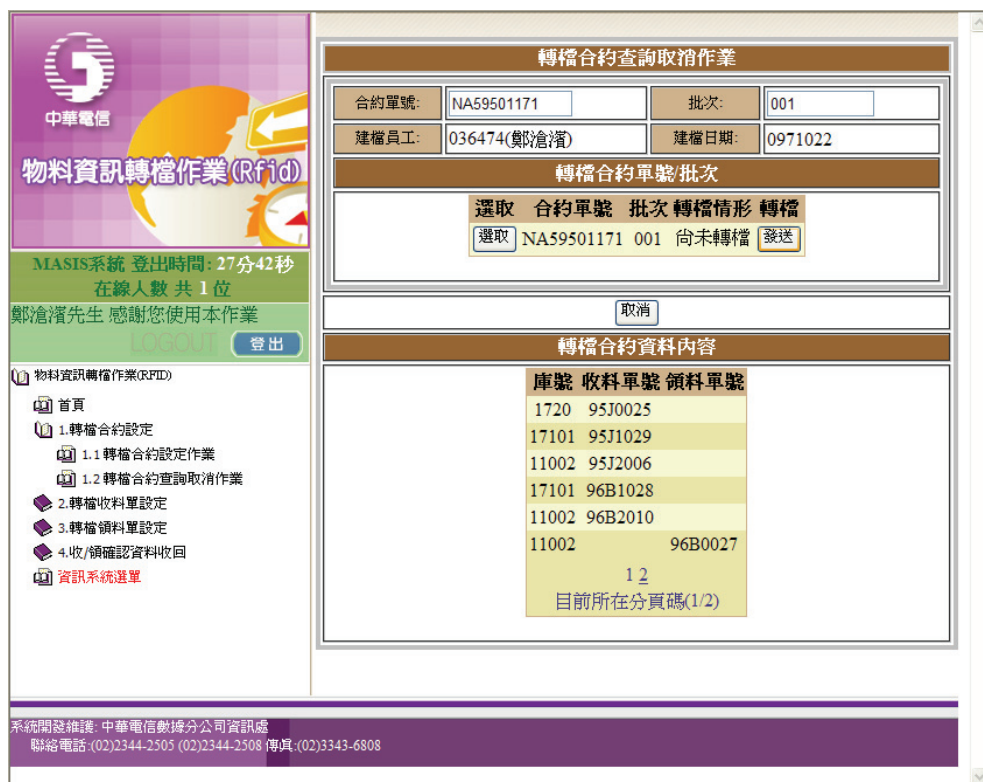 中華電信
物料資訊轉檔作業(Rfid)
MASIS系統 登出時間: 27分42秒
在線人數 共 1 位
鄭滄濱先生 感謝您使用本作業
LOGOUT 登出
物料資訊轉檔作業(RFID)
首頁
1.轉檔合約設定
1.1 轉檔合約設定作業
1.2 轉檔合約查詢取消作業
2.轉檔收料單設定
3.轉檔領料單設定
4.收/領確認資料收回
資訊系統選單
轉檔合約查詢取消作業
合約單號: NA59501171 批次: 001
建檔員工: 036474(鄭滄濱) 建檔日期: 0971022
轉檔合約單號/批次
選取 合約單號 批次 轉檔情形 轉檔
選取 NA59501171 001 尚未轉檔 發送
取消
轉檔合約資料內容
庫號 收料單號 領料單號
1720 95J0025
17101 95J1029
11002 95J2006
17101 96B1028
11002 96B2010
11002 96B0027
1 2
目前所在分頁碼(1/2)
系統開發維護: 中華電信數據分公司資訊處
聯絡電話:(02)2344-2505 (02)2344-2508 傳真:(02)3343-6808